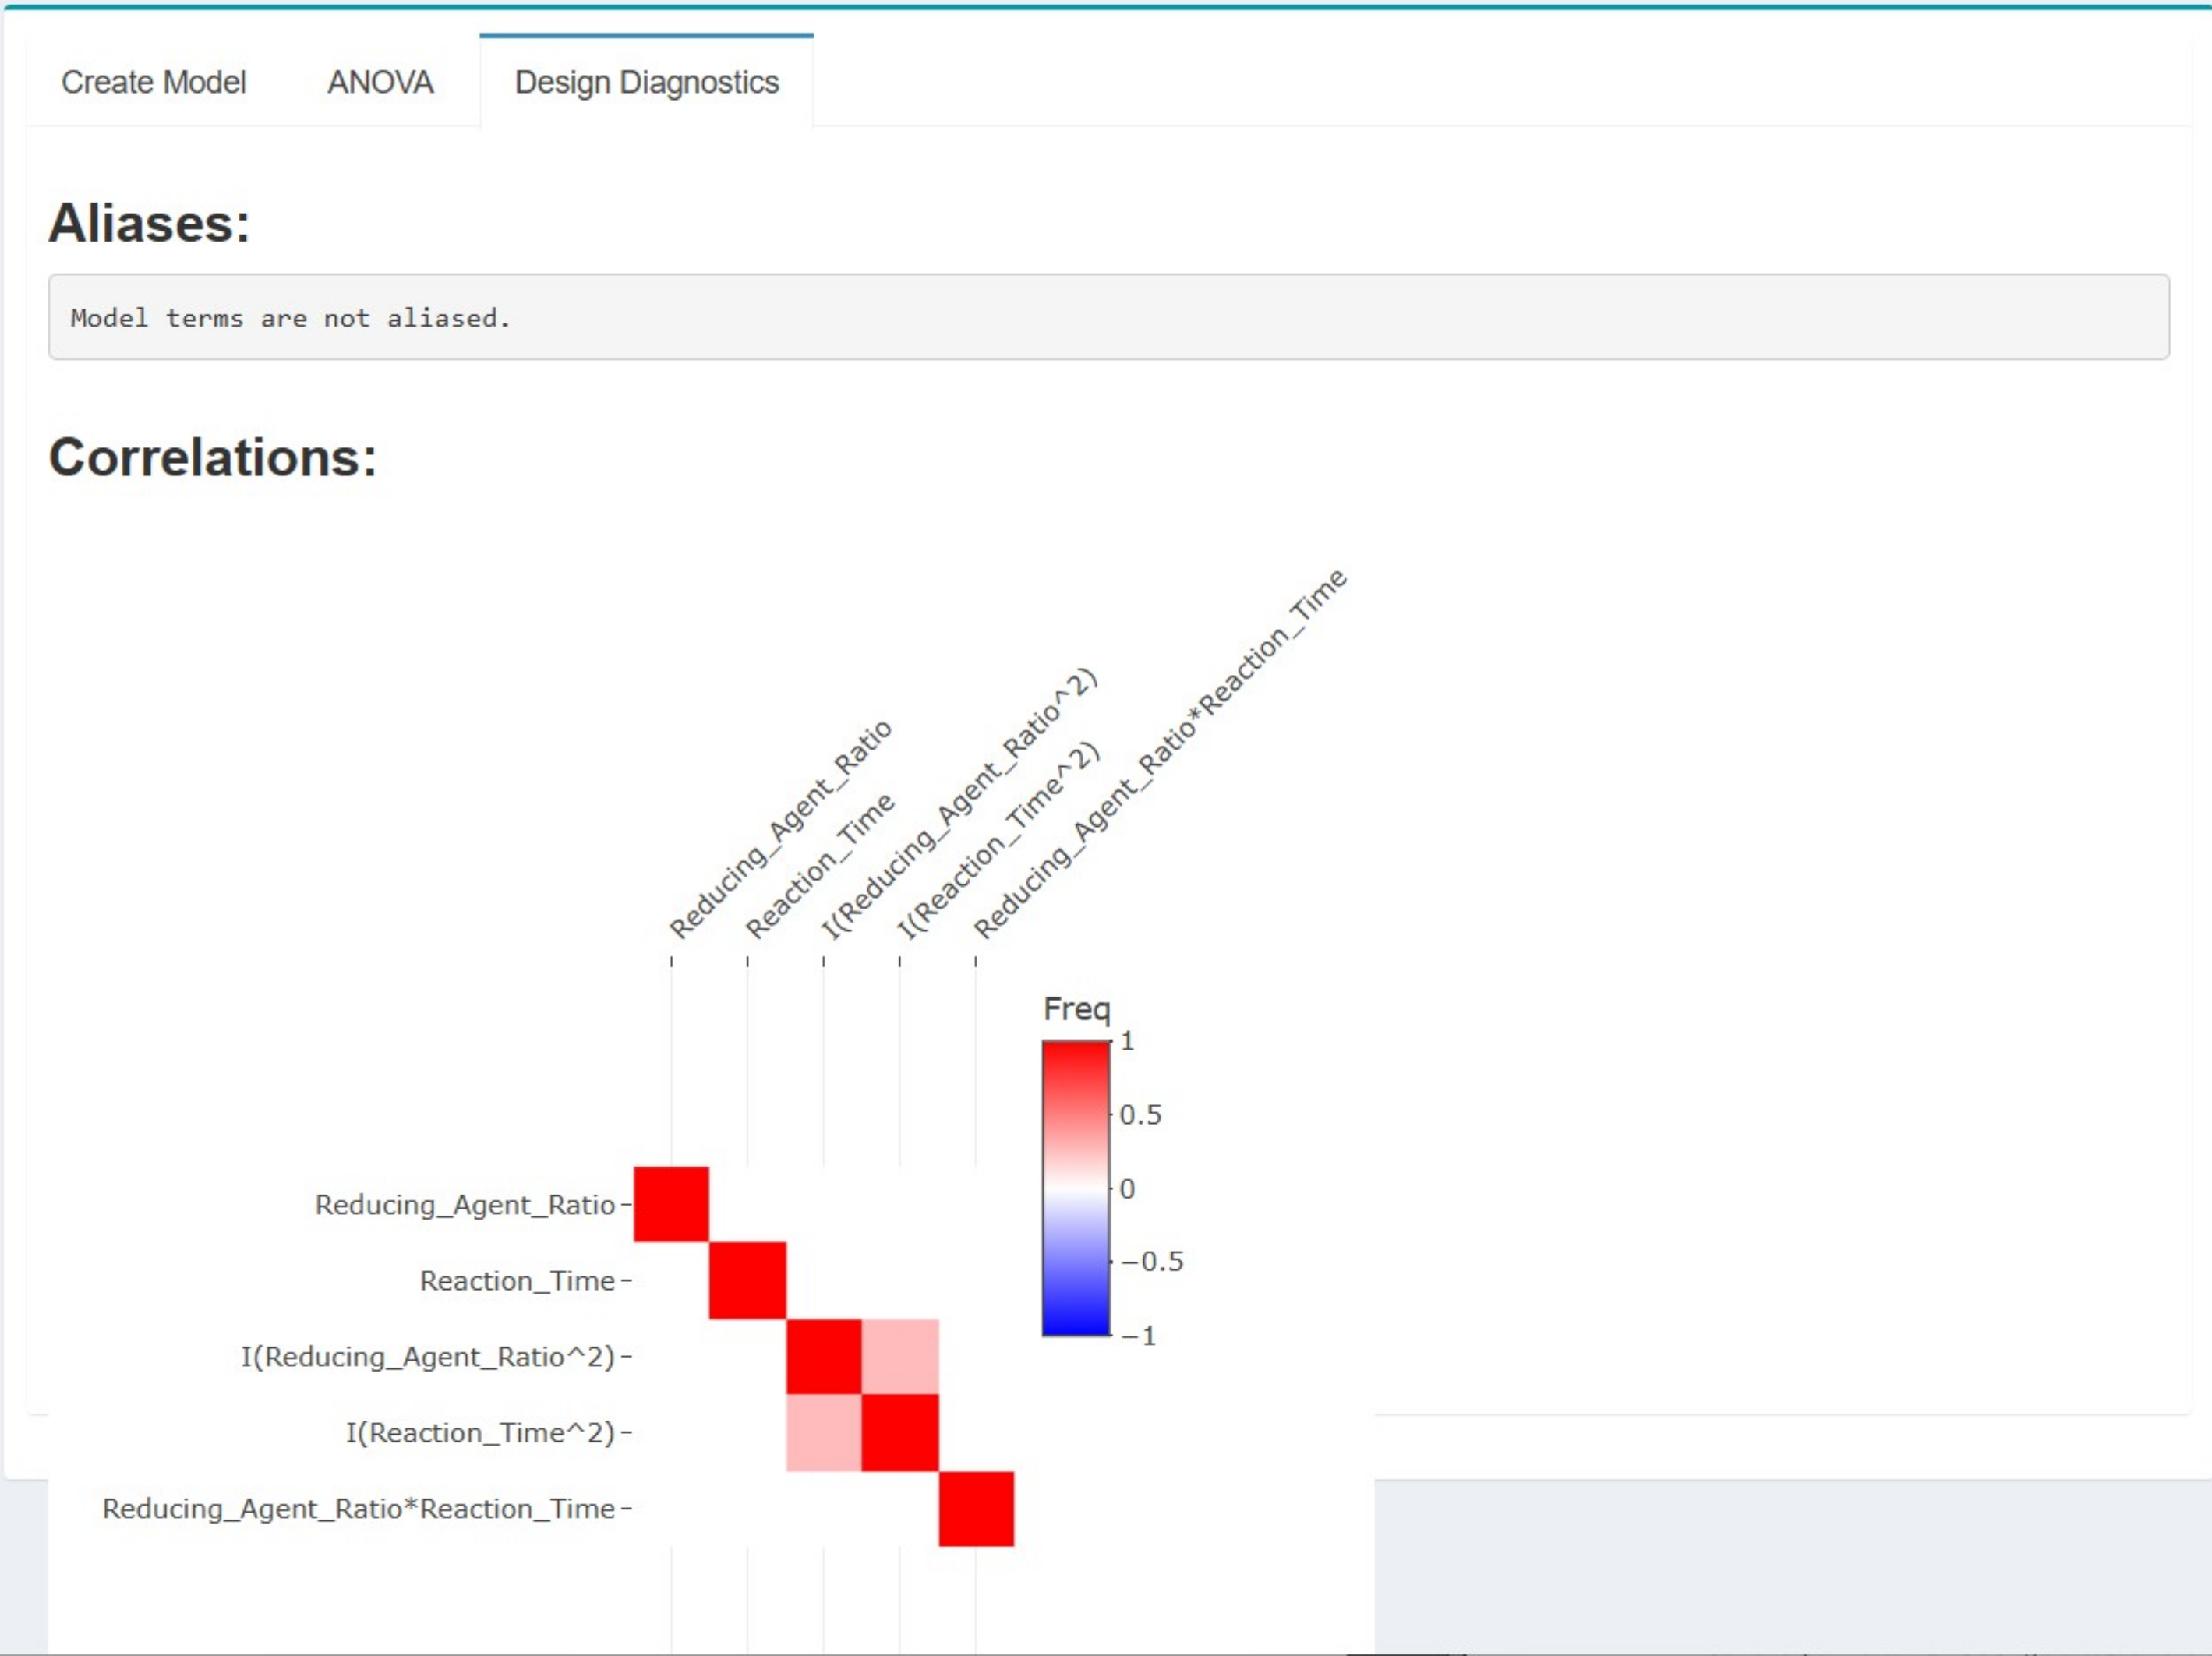 Create Model ANOVA Design Diagnostics
Aliases:
Model terms are not aliased.
Correlations:
Reducing_Agent_Ratio
Reaction_Time
I(Reducing_Agent_Ratio^2)
I(Reaction_Time^2)
Reducing_Agent_Ratio*Reaction_Time
Freq
1
0.5
0
−0.5
−1
Reducing_Agent_Ratio
Reaction_Time
I(Reducing_Agent_Ratio^2)
I(Reaction_Time^2)
Reducing_Agent_Ratio*Reaction_Time